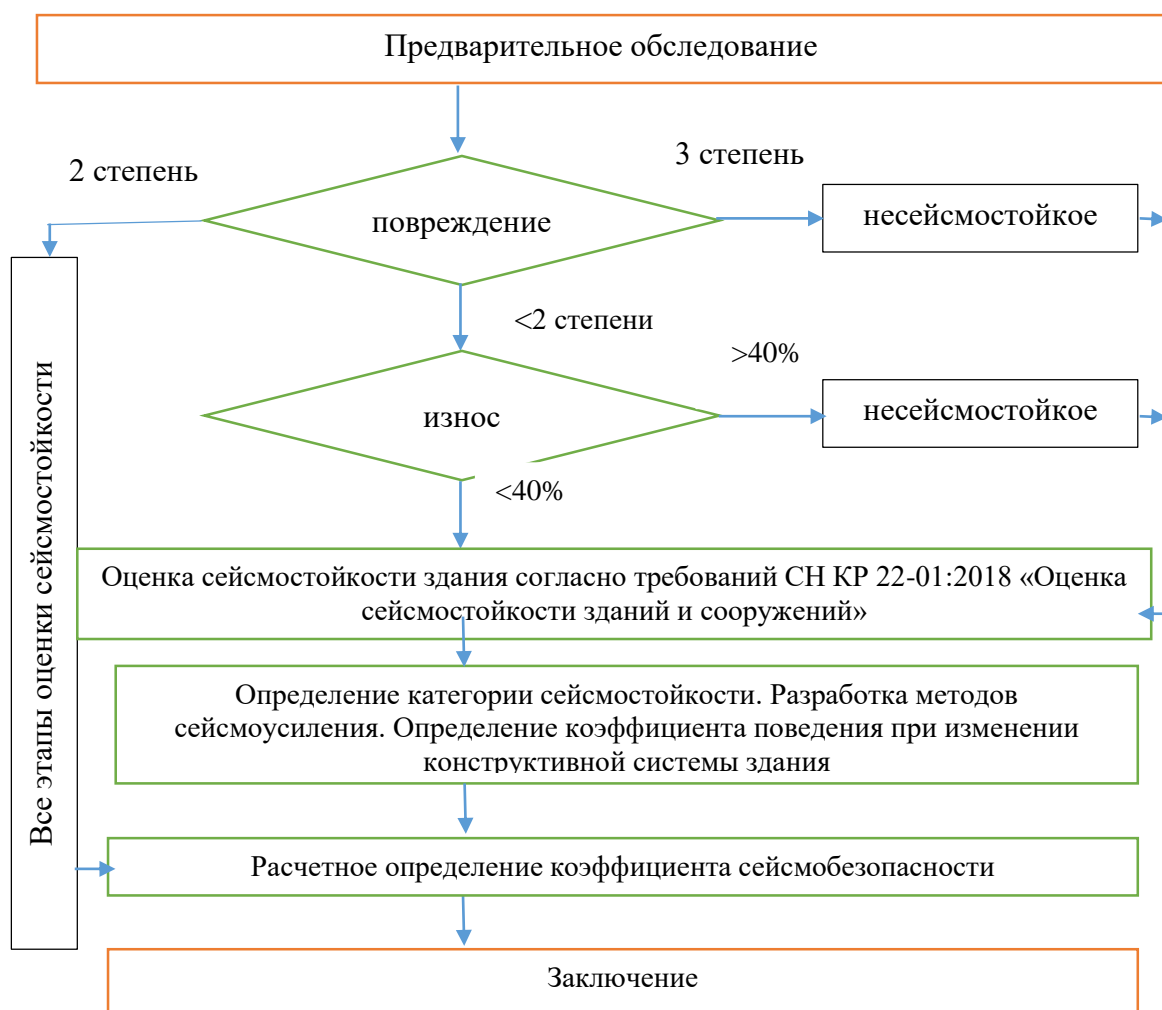 Предварительное обследование
2 степень
3 степень
повреждение
несейсмостойкое
<2 степени
>40%
износ
несейсмостойкое
<40%
Все этапы оценки сейсмостойкости
Оценка сейсмостойкости здания согласно требований СН КР 22-01:2018 «Оценка
сейсмостойкости зданий и сооружений»
Определение категории сейсмостойкости. Разработка методов
сейсмоусиления. Определение коэффициента поведения при изменении
конструктивной системы здания
Расчетное определение коэффициента сейсмобезопасности
Заключение